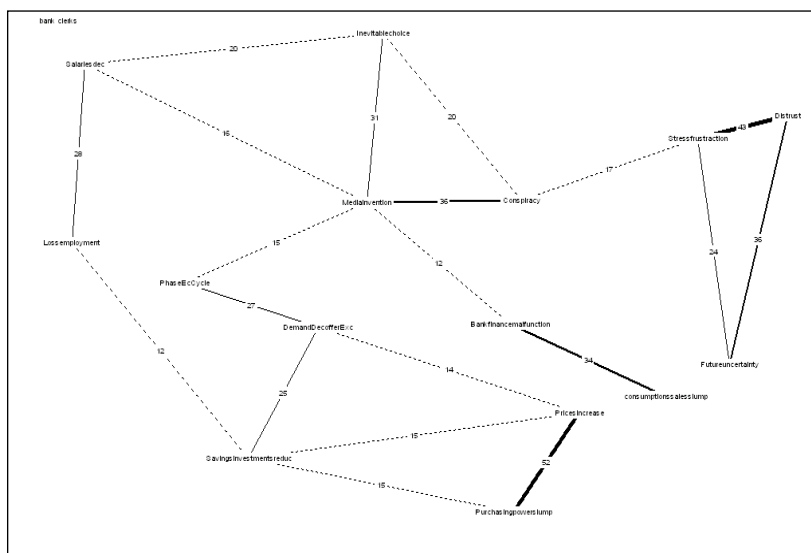 bank clerks
Inevitablechoice
20
Salariesdec
Distrust
43
Stressfrustraction
16
31
20
28
17
MediaInvention
36
Conspiracy
Lossemployment
15
36
24
12
PhaseEcCycle
27
DemandDecofferExc
Bankfinancemalfunction
12
34
Futureuncertainty
14
25
consumptionssalesslump
PricesIncrease
15
SavingsInvestmentsreduc
52
15
Purchasingpowerslump